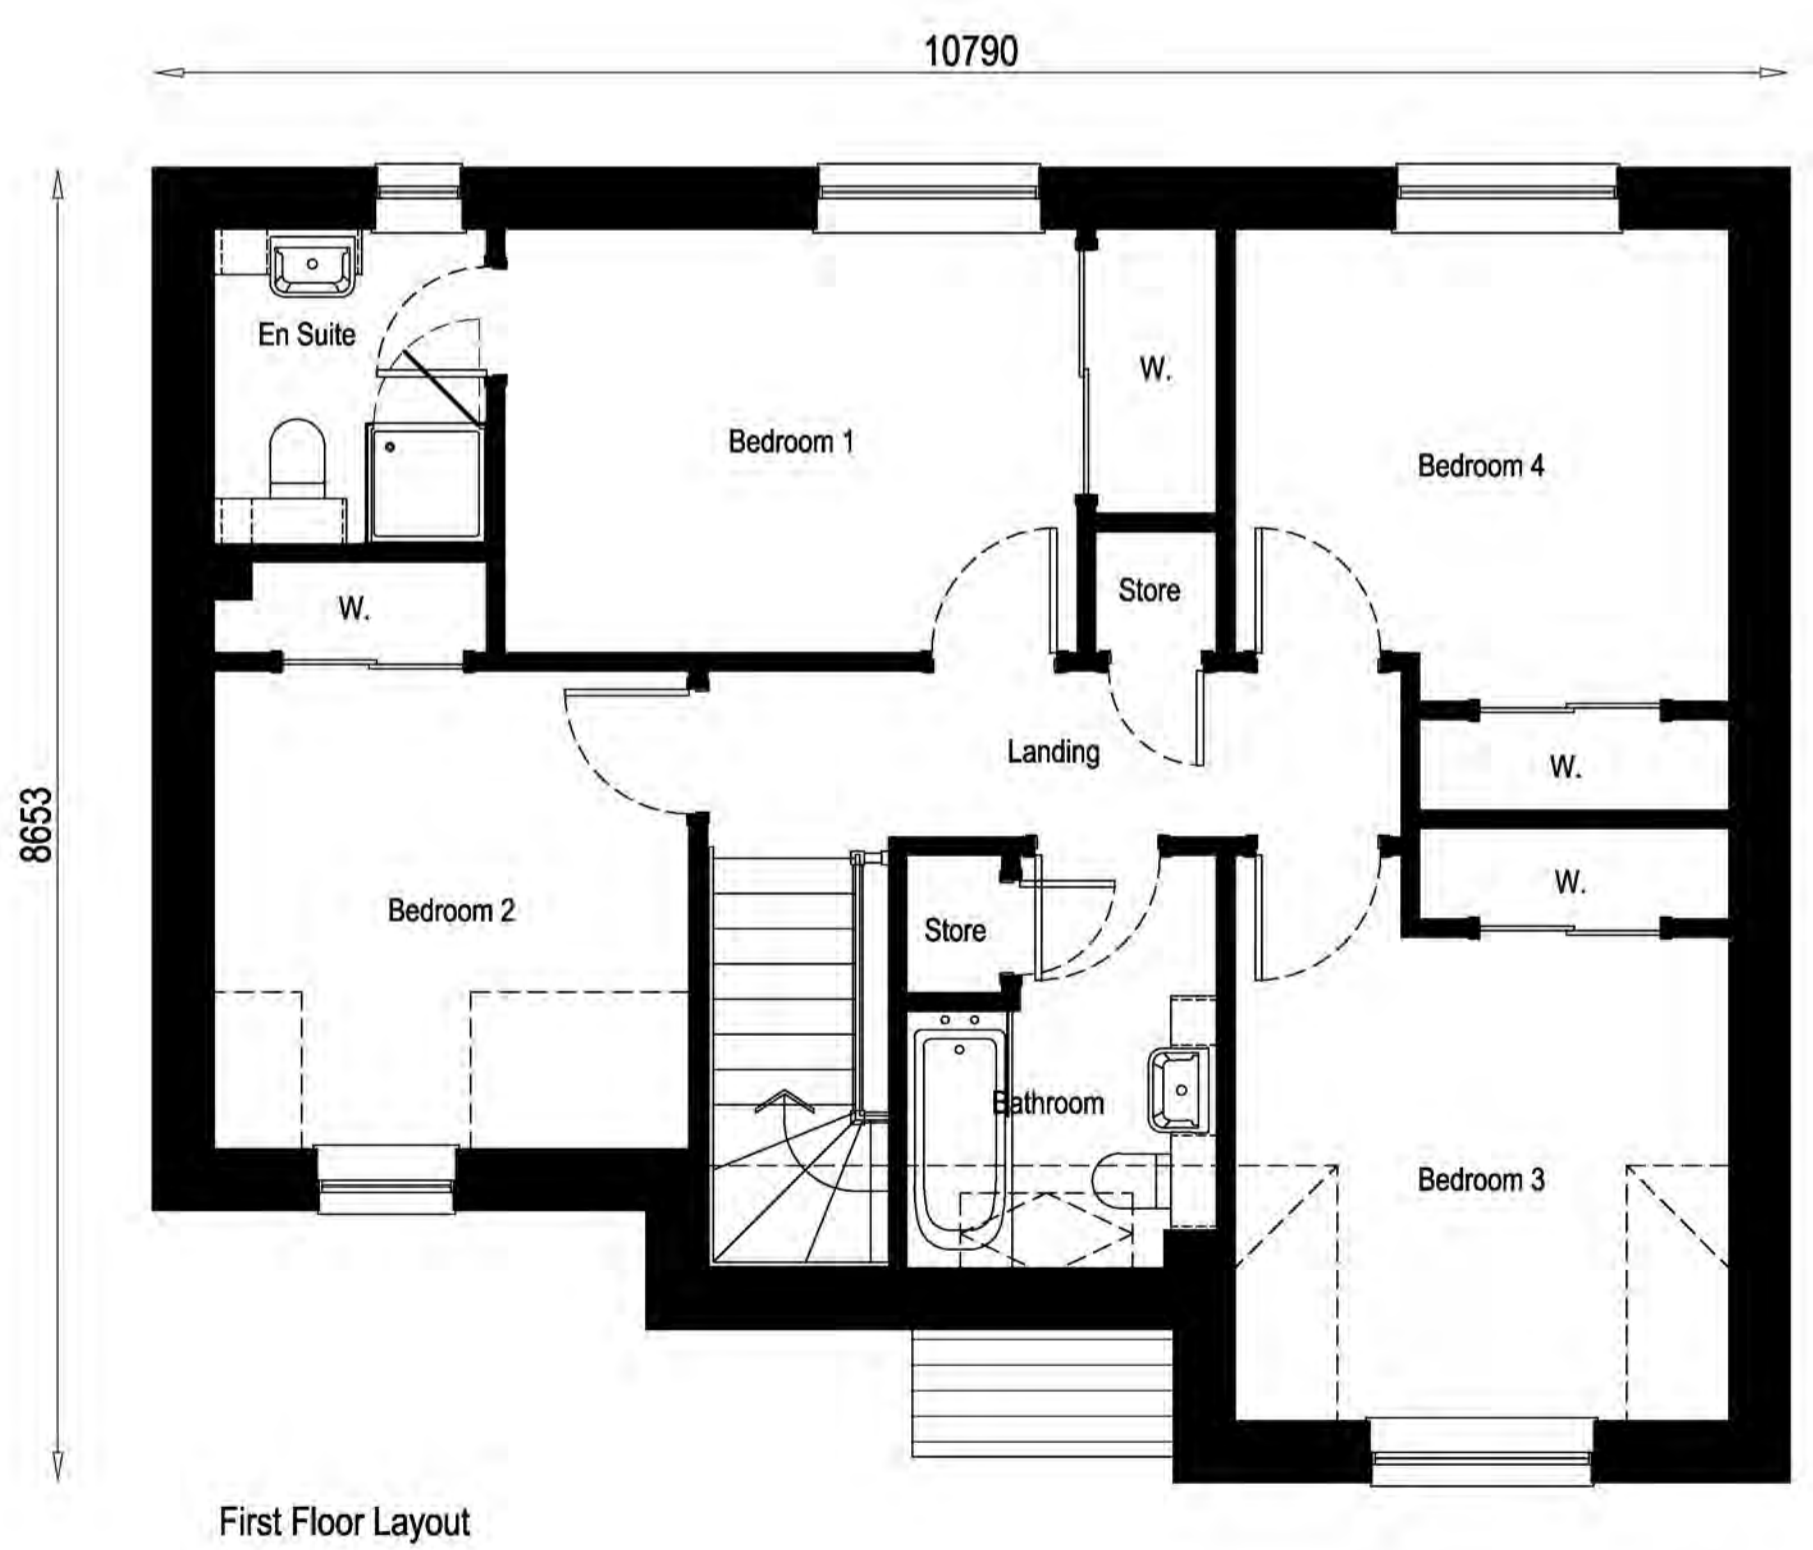 10790
En Suite
W.
Bedroom 1
Bedroom 4
Store
W.
Landing
W.
8653
W.
Bedroom 2
Store
Bathroom
Bedroom 3
First Floor Layout